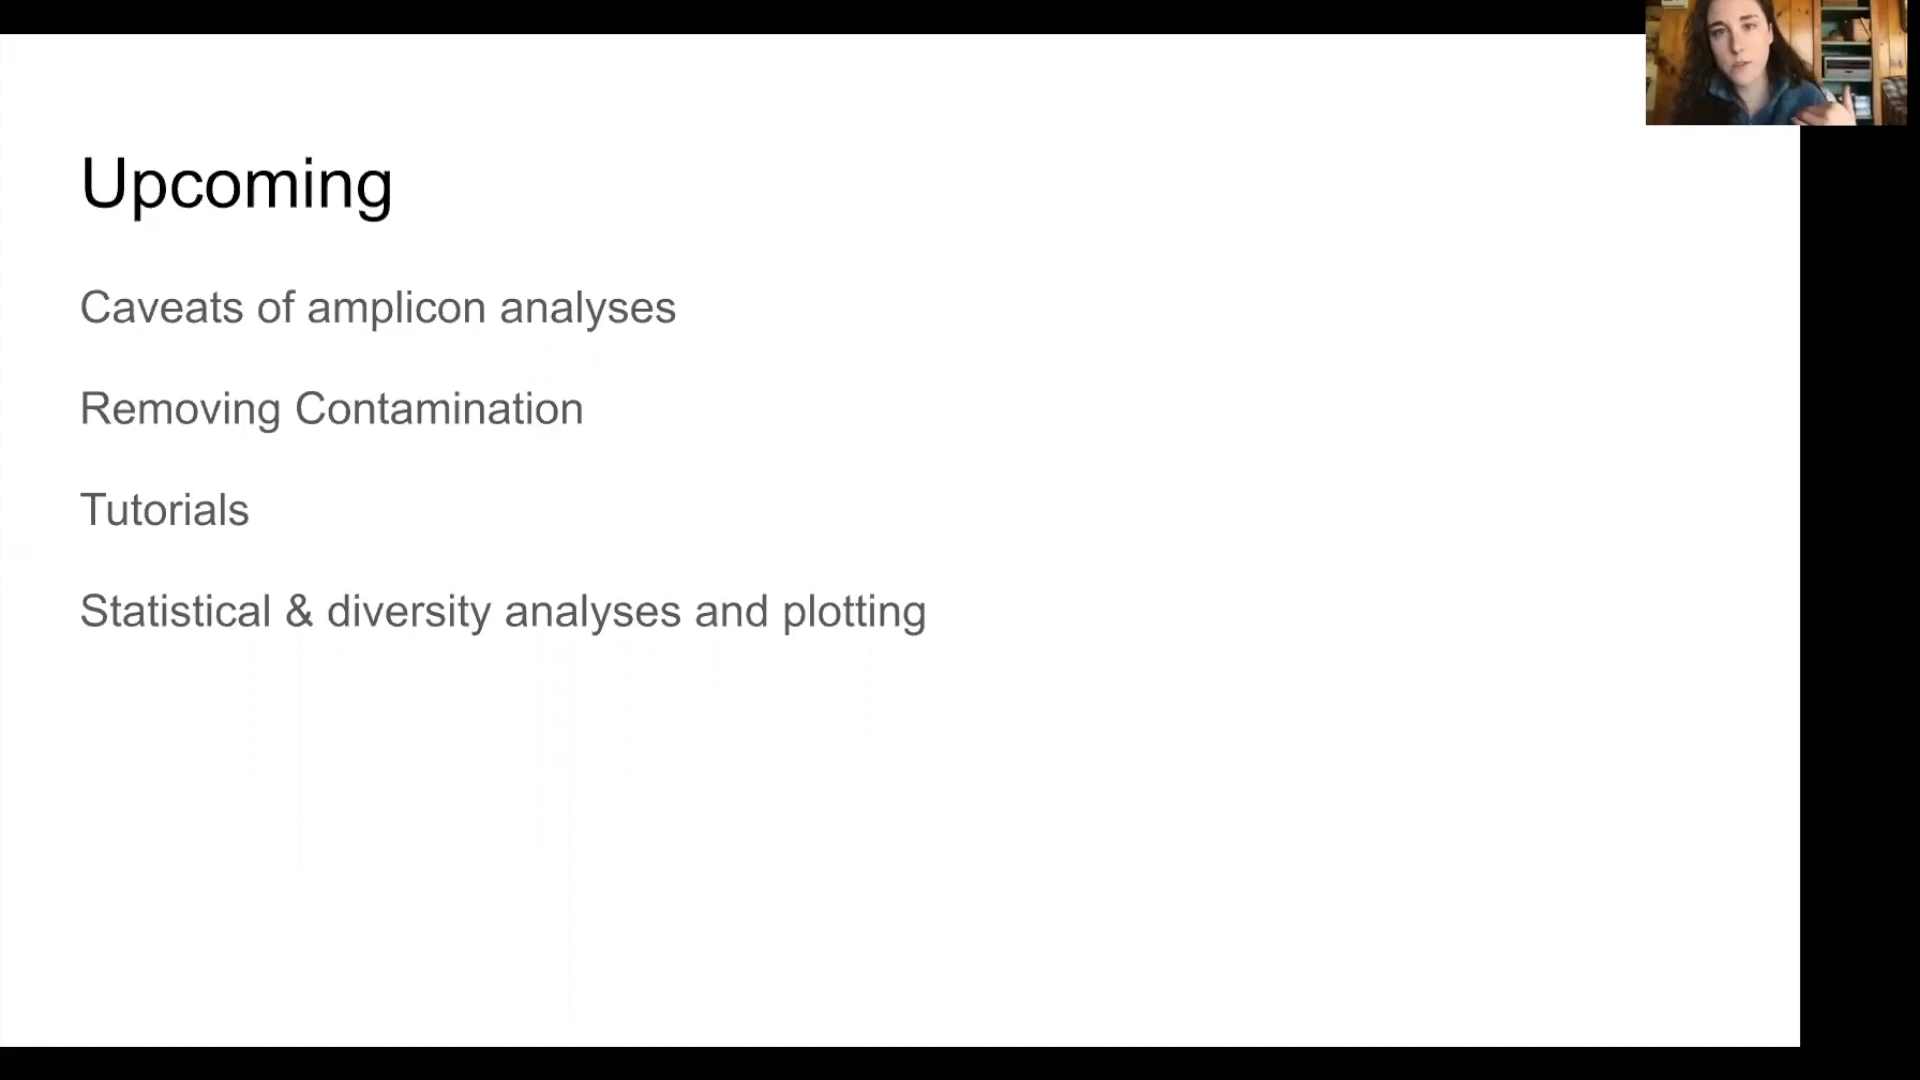 Upcoming
Caveats of amplicon analyses
Removing Contamination
Tutorials
Statistical & diversity analyses and plotting